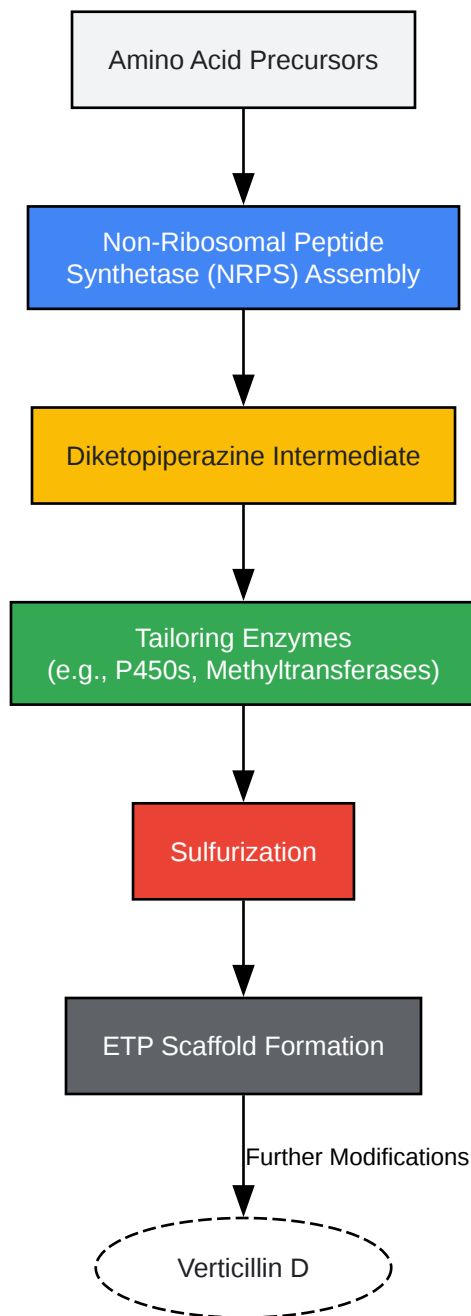 Amino Acid Precursors
Non-Ribosomal Peptide
Synthetase (NRPS) Assembly
Diketopiperazine Intermediate
Tailoring Enzymes
(e.g., P450s, Methyltransferases)
Sulfurization
ETP Scaffold Formation
Further Modifications
Verticillin D